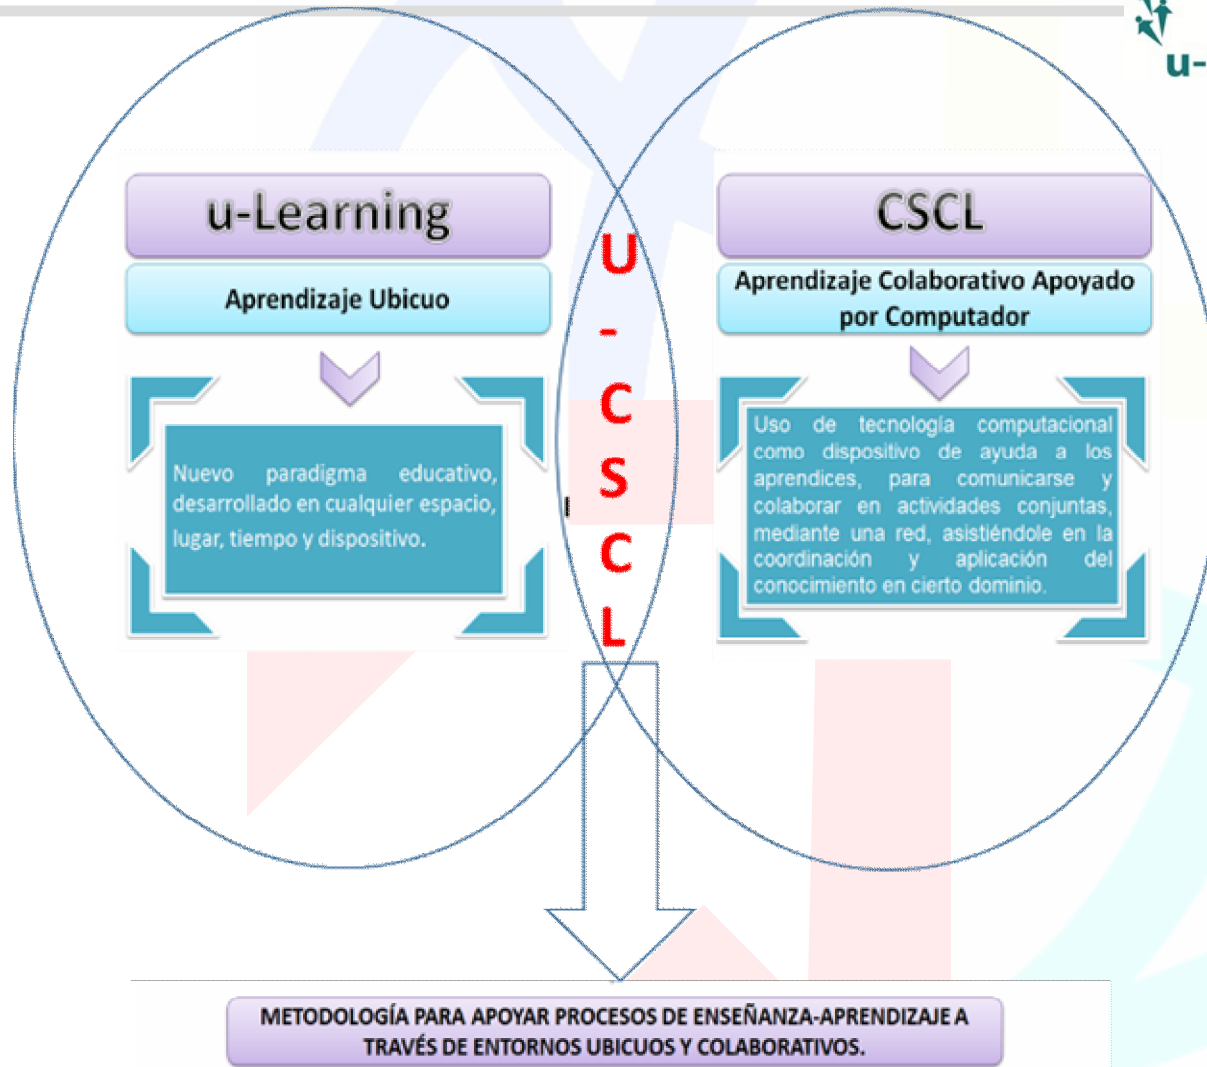 u-
u-Learning
Aprendizaje Ubicuo
Nuevo paradigma educativo,
desarrollado en cualquier espacio,
lugar, tiempo y dispositivo.
U
-
C
S
C
L
CSCL
Aprendizaje Colaborativo Apoyado
por Computador
Uso de tecnología computacional
como dispositivo de ayuda a los
aprendices, para comunicarse y
colaborar en actividades conjuntas,
mediante una red, asistiéndole en la
coordinación y aplicación del
conocimiento en cierto dominio.
METODOLOGÍA PARA APOYAR PROCESOS DE ENSEÑANZA-APRENDIZAJE A
TRAVÉS DE ENTORNOS UBICUOS Y COLABORATIVOS.